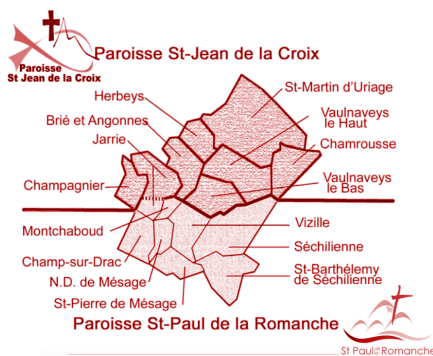 Paroisse
St Jean de la Croix
Paroisse St-Jean de la Croix
Herbeys
St-Martin d'Uriage
Brié et Angonnes
Vaulnaveys
le Haut
Jarrie
Chamrousse
Champagnier
Vaulnaveys
le Bas
Montchaboud
Vizille
Champ-sur-Drac
Séchilienne
N.D. de Mésage
St-Barthélemy
de Séchilienne
St-Pierre de Mésage
Paroisse St-Paul de la Romanche
St Paul de la Romanche